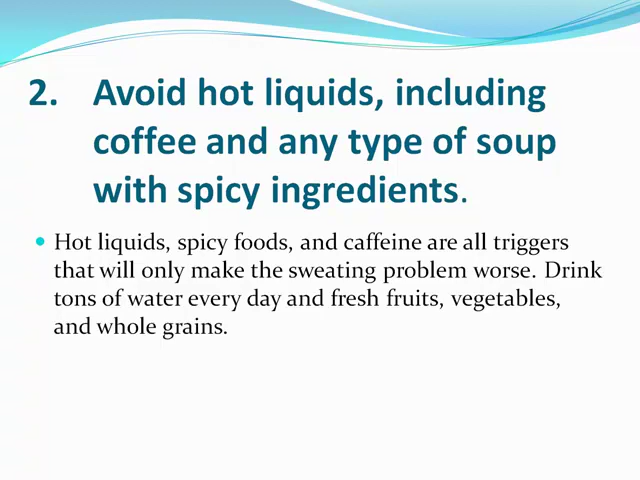 2. Avoid hot liquids, including
coffee and any type of soup
with spicy ingredients.
• Hot liquids, spicy foods, and caffeine are all triggers
that will only make the sweating problem worse. Drink
tons of water every day and fresh fruits, vegetables,
and whole grains.